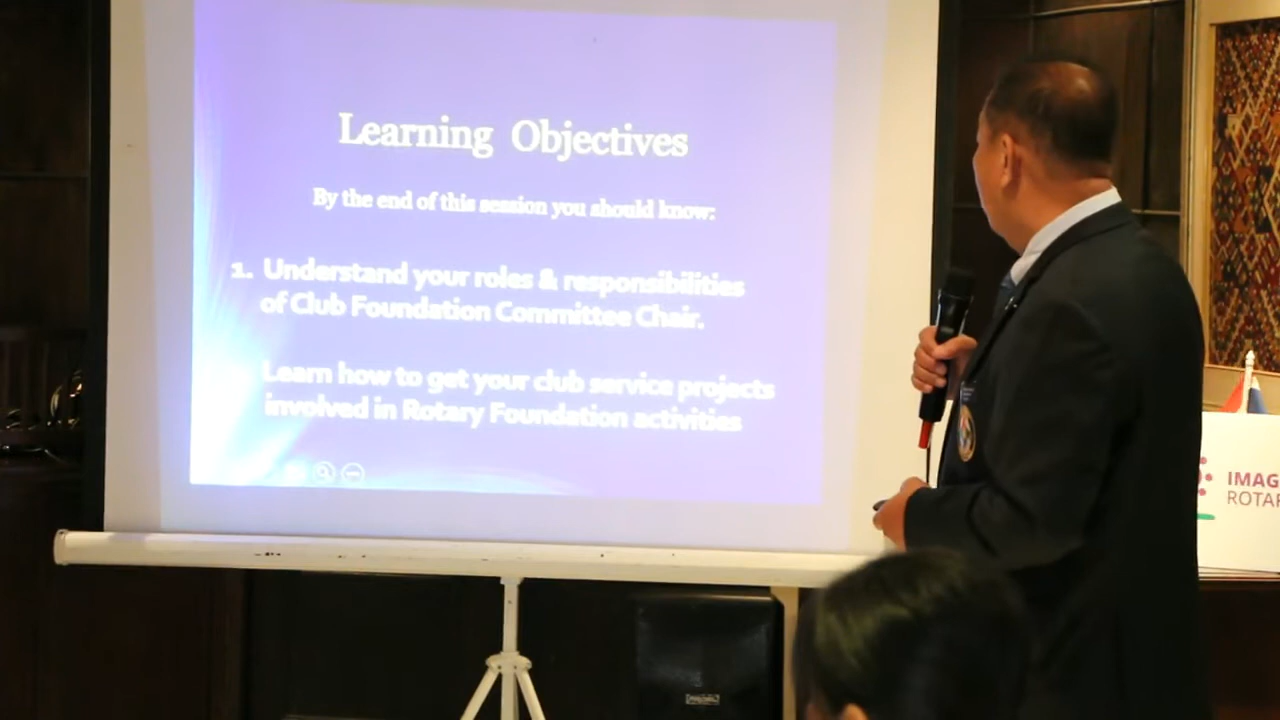 Learning Objectives
By the end of this session you should know:
1. Understand your roles & responsibilities
of Club Foundation Committee Chair.
Learn how to get your club service projects
involved in Rotary Foundation activities
IMAG
ROTA